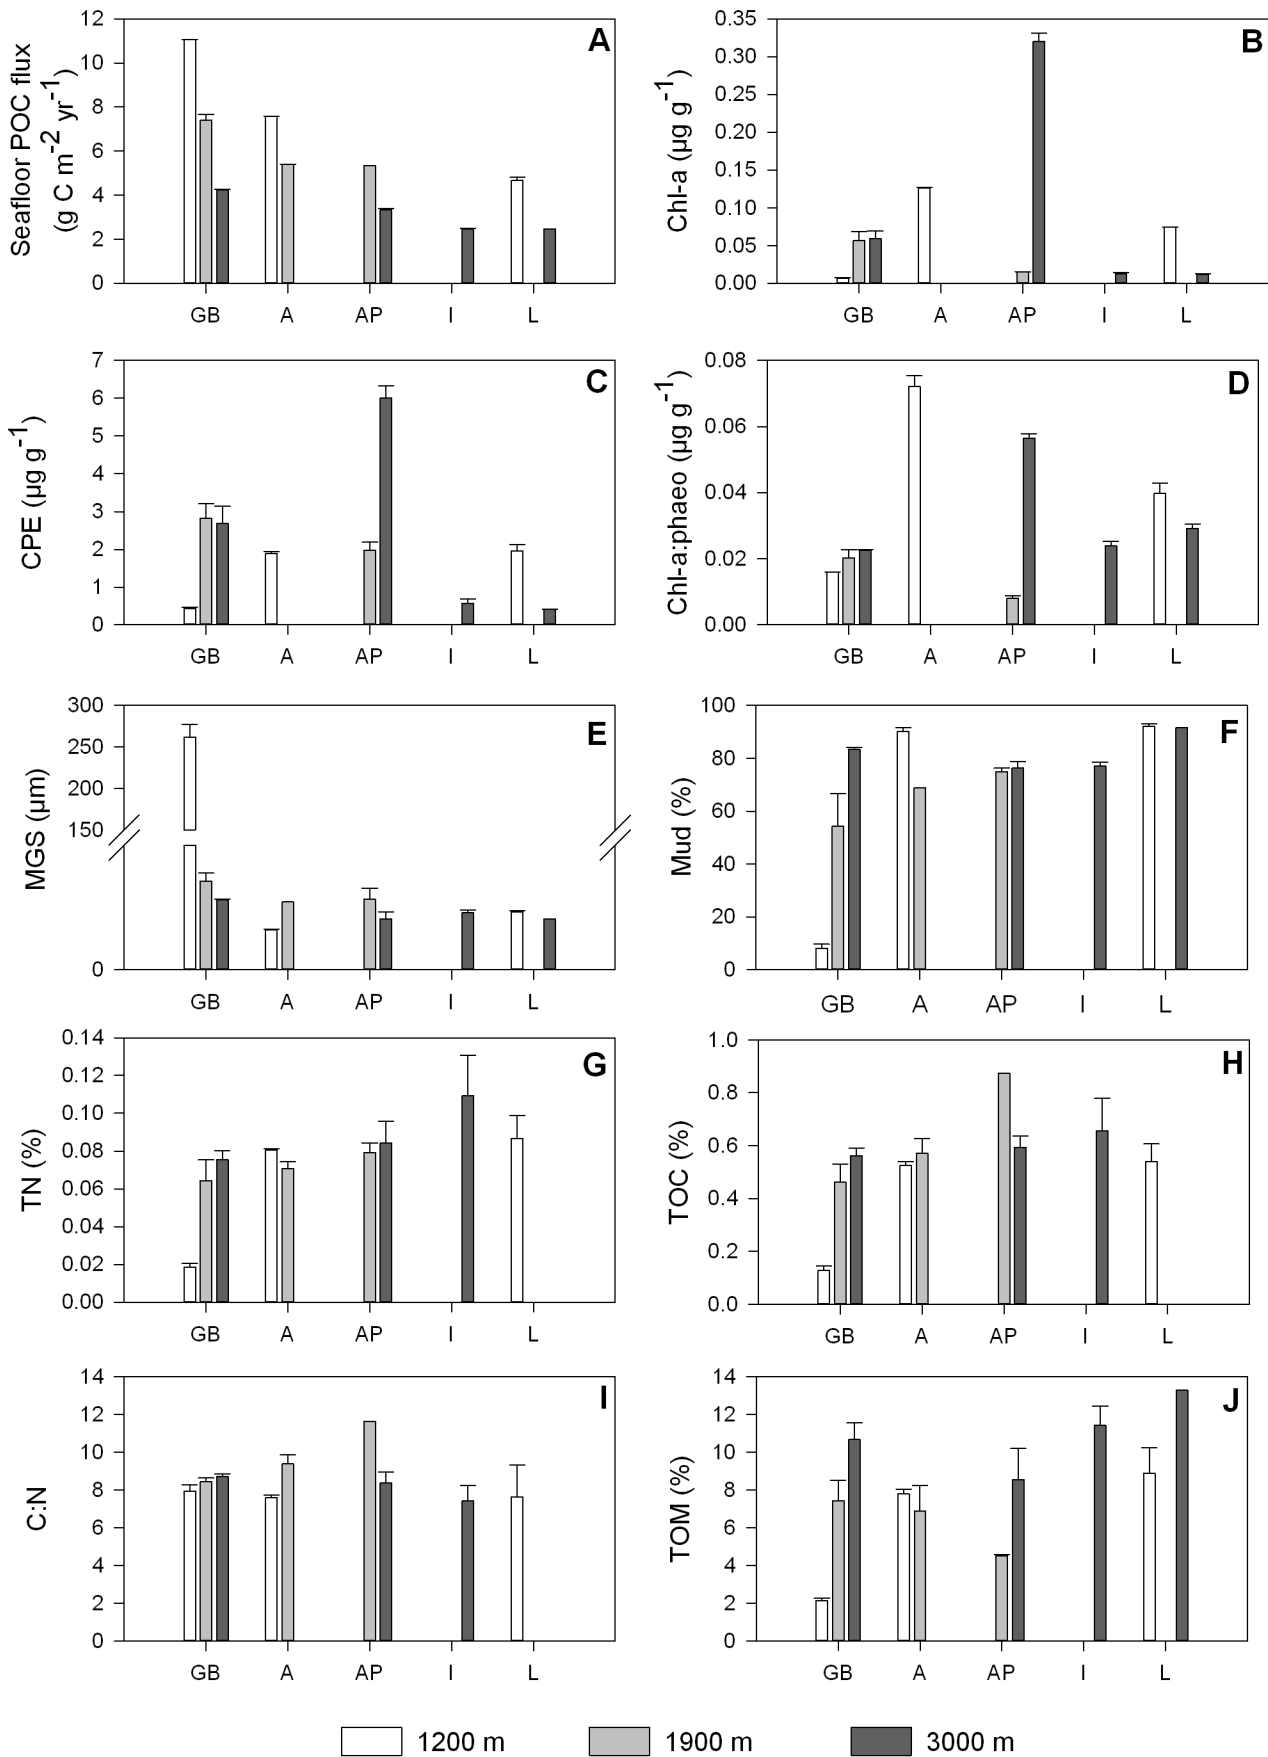 A
Seafloor POC flux
(g C m-2 yr-1)
12
10
8
6
4
2
0
GB A AP I L
B
Chl-a (µg g-1)
0.35
0.30
0.25
0.20
0.15
0.10
0.05
0.00
GB A AP I L
C
CPE (µg g-1)
7
6
5
4
3
2
1
0
GB A AP I L
D
Chl-a:phaeo (µg g-1)
0.08
0.06
0.04
0.02
0.00
GB A AP I L
E
MGS (µm)
300
250
200
150
0
GB A AP I L
F
Mud (%)
100
80
60
40
20
0
GB A AP I L
G
TN (%)
0.14
0.12
0.10
0.08
0.06
0.04
0.02
0.00
GB A AP I L
H
TOC (%)
1.0
0.8
0.6
0.4
0.2
0.0
GB A AP I L
I
C:N
14
12
10
8
6
4
2
0
GB A AP I L
J
TOM (%)
14
12
10
8
6
4
2
0
GB A AP I L
1200 m 1900 m 3000 m